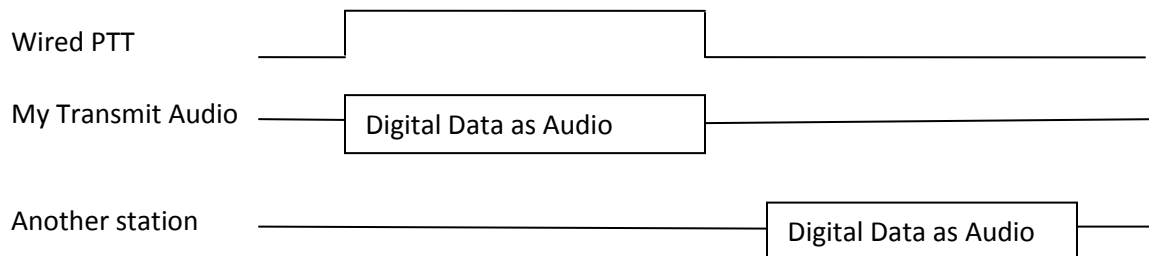 Wired PTT
My Transmit Audio
Digital Data as Audio
Another station
Digital Data as Audio